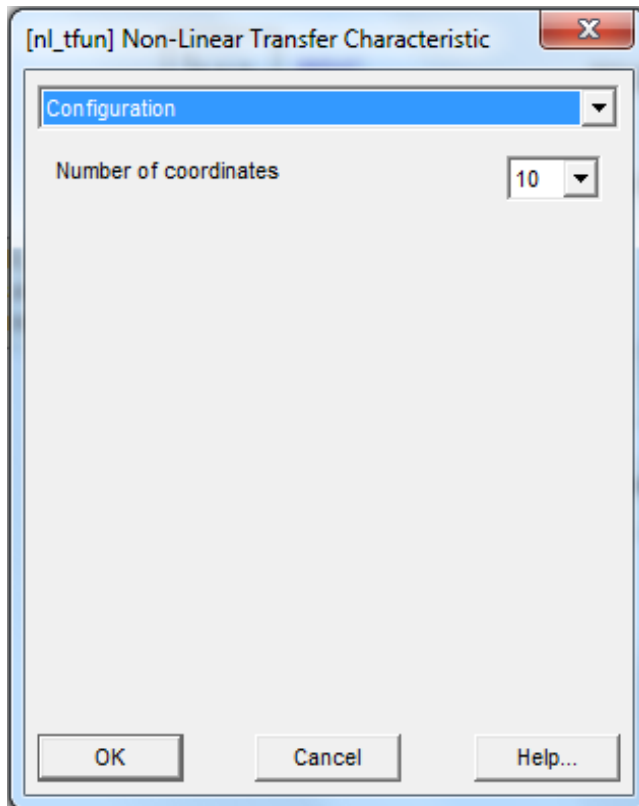 [nl_tfun] Non-Linear Transfer Characteristic
Configuration
Number of coordinates 10
OK Cancel Help...